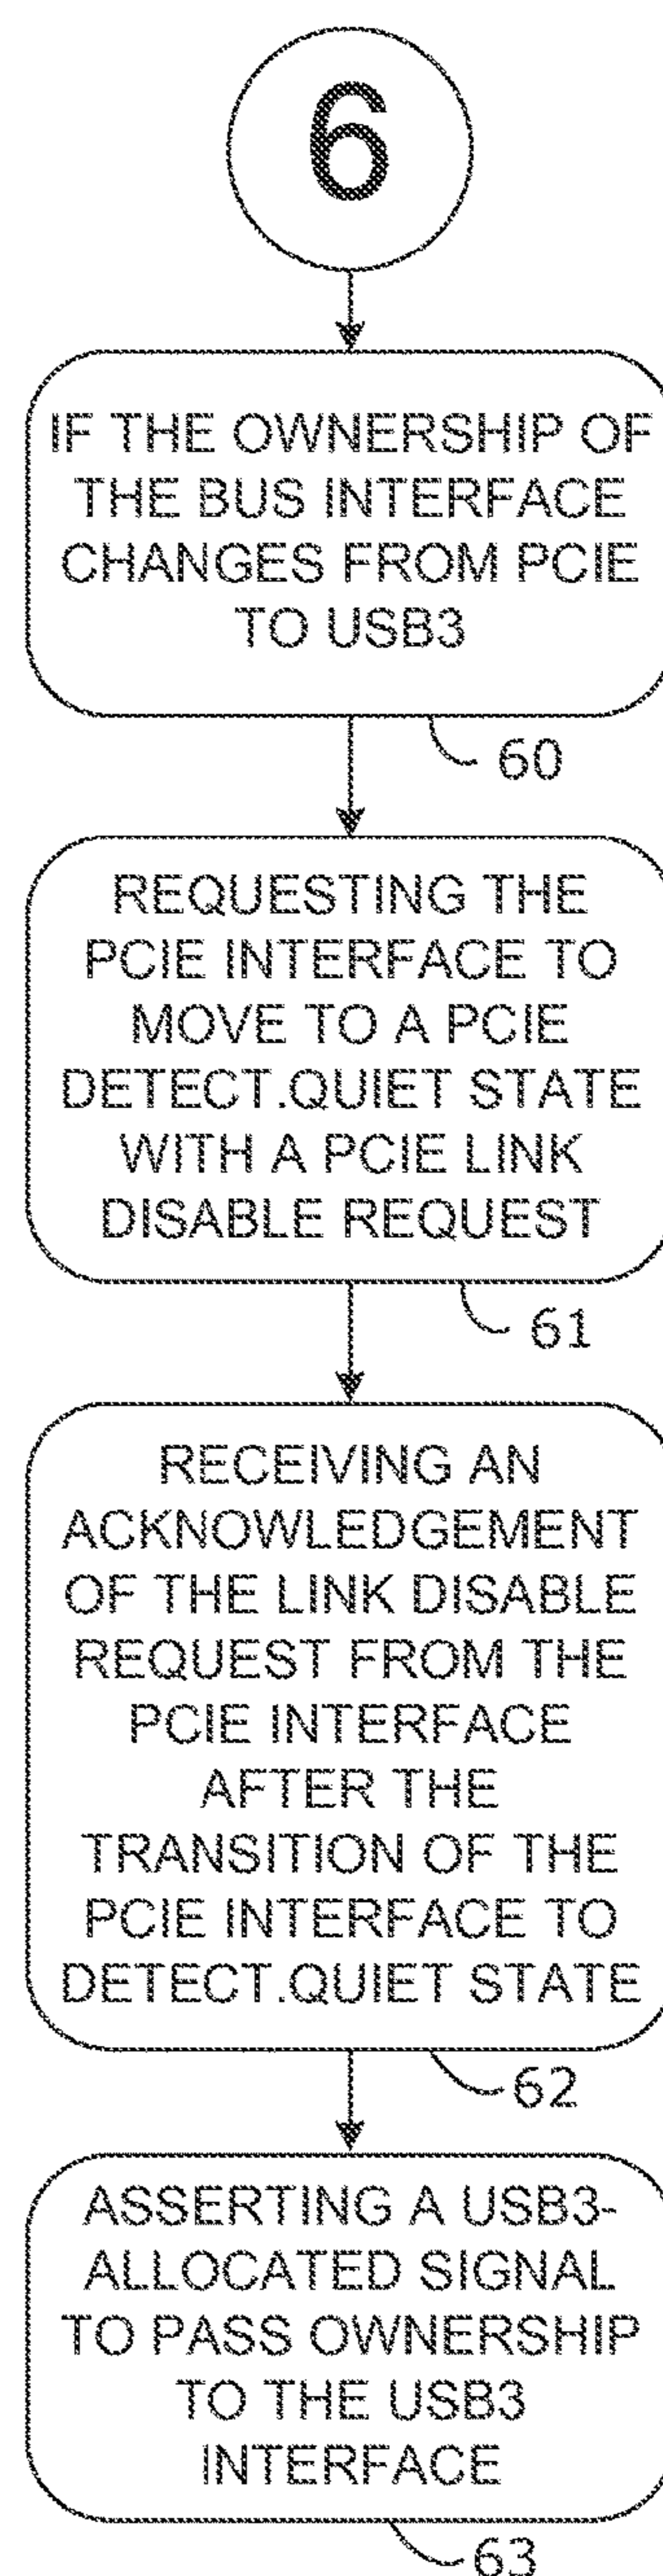 6
IF THE OWNERSHIP OF
THE BUS INTERFACE
CHANGES FROM PCIE
TO USB3
60
REQUESTING THE
PCIE INTERFACE TO
MOVE TO A PCIE
DETECT.QUIET STATE
WITH A PCIE LINK
DISABLE REQUEST
61
RECEIVING AN
ACKNOWLEDGEMENT
OF THE LINK DISABLE
REQUEST FROM THE
PCIE INTERFACE
AFTER THE
TRANSITION OF THE
PCIE INTERFACE TO
DETECT.QUIET STATE
62
ASSERTING A USB3-
ALLOCATED SIGNAL
TO PASS OWNERSHIP
TO THE USB3
INTERFACE
63